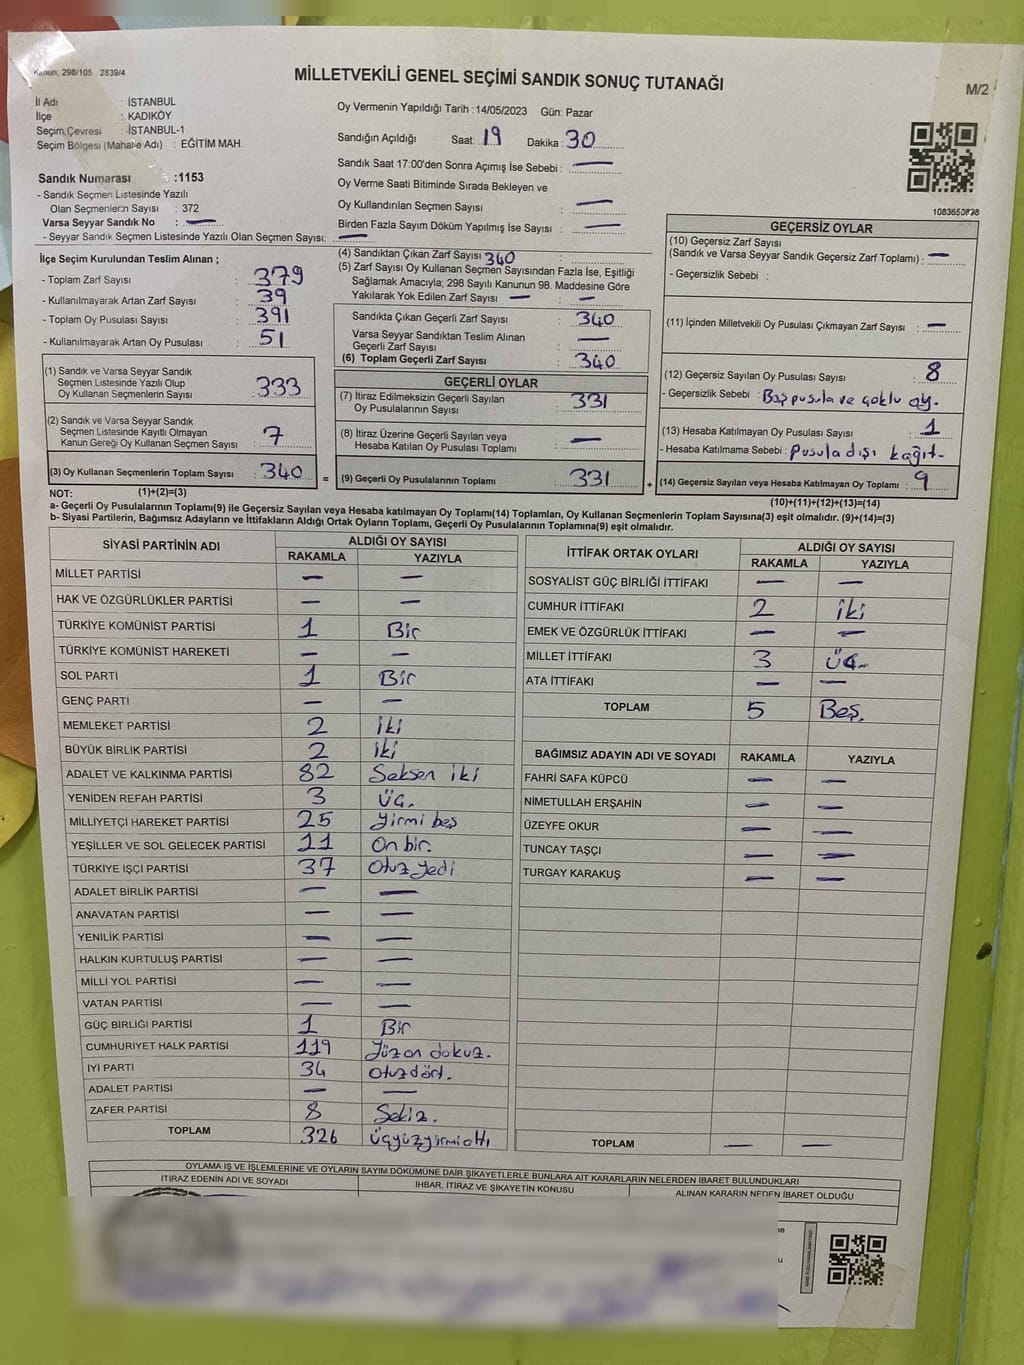 Kanun, 298/105 2839/4
MİLLETVEKİLİ GENEL SEÇİMİ SANDIK SONUÇ TUTANAĞI
M/2
İl Adı : İSTANBUL
İlçe : KADIKÖY
Seçim Çevresi : İSTANBUL-1
Seçim Bölgesi (Mahalle Adı) : EĞİTİM MAH.
Sandık Numarası :1153
- Sandık Seçmen Listesinde Yazılı
Olan Seçmenlerin Sayısı : 372
Varsa Seyyar Sandık No : —
- Seyyar Sandık Seçmen Listesinde Yazılı Olan Seçmen Sayısı: —
Oy Vermenin Yapıldığı Tarih :14/05/2023 Gün: Pazar
Sandığın Açıldığı Saat: 19 Dakika : 30
Sandık Saat 17:00'den Sonra Açımış İse Sebebi : —
Oy Verme Saati Bitiminde Sırada Bekleyen ve
Oy Kullandırılan Seçmen Sayısı : —
Birden Fazla Sayım Döküm Yapılmış İse Sayısı : —
1083650898
İlçe Seçim Kurulundan Teslim Alınan ;
- Toplam Zarf Sayısı : 379
- Kullanılmayarak Artan Zarf Sayısı : 39
- Toplam Oy Pusulası Sayısı : 391
- Kullanılmayarak Artan Oy Pusulası : 51
(1) Sandık ve Varsa Seyyar Sandık
Seçmen Listesinde Yazılı Olup
Oy Kullanan Seçmenlerin Sayısı : 333
(2) Sandık ve Varsa Seyyar Sandık
Seçmen Listesinde Kayıtlı Olmayan
Kanun Gereği Oy Kullanan Seçmen Sayısı : 7
(3) Oy Kullanan Seçmenlerin Toplam Sayısı : 340
(4) Sandıktan Çıkan Zarf Sayısı 340
(5) Zarf Sayısı Oy Kullanan Seçmen Sayısından Fazla İse, Eşitliği
Sağlamak Amacıyla; 298 Sayılı Kanunun 98. Maddesine Göre
Yakılarak Yok Edilen Zarf Sayısı — : —
Sandıkta Çıkan Geçerli Zarf Sayısı : 340
Varsa Seyyar Sandıktan Teslim Alınan
Geçerli Zarf Sayısı : —
(6) Toplam Geçerli Zarf Sayısı : 340
GEÇERLİ OYLAR
(7) İtiraz Edilmeksizin Geçerli Sayılan
Oy Pusulalarının Sayısı : 331
(8) İtiraz Üzerine Geçerli Sayılan veya
Hesaba Katılan Oy Pusulaları Toplamı : —
= (9) Geçerli Oy Pusulalarının Toplamı : 331
GEÇERSİZ OYLAR
(10) Geçersiz Zarf Sayısı
(Sandık ve Varsa Seyyar Sandık Geçersiz Zarf Toplamı) : —
- Geçersizlik Sebebi :
(11) İçinden Milletvekili Oy Pusulası Çıkmayan Zarf Sayısı : —
(12) Geçersiz Sayılan Oy Pusulası Sayısı : 8
- Geçersizlik Sebebi : Boş pusula ve çoklu oy.
(13) Hesaba Katılmayan Oy Pusulası Sayısı : 1
- Hesaba Katılmama Sebebi : Pusula dışı kağıt.
+ (14) Geçersiz Sayılan veya Hesaba Katılmayan Oy Toplamı : 9
NOT: (1)+(2)=(3) (10)+(11)+(12)+(13)=(14)
a- Geçerli Oy Pusulalarının Toplamı(9) ile Geçersiz Sayılan veya Hesaba katılmayan Oy Toplamı(14) Toplamları, Oy Kullanan Seçmenlerin Toplam Sayısına(3) eşit olmalıdır. (9)+(14)=(3)
b- Siyasi Partilerin, Bağımsız Adayların ve İttifakların Aldığı Ortak Oyların Toplamı, Geçerli Oy Pusulalarının Toplamına(9) eşit olmalıdır.
SİYASİ PARTİNİN ADI ALDIĞI OY SAYISI
RAKAMLA YAZIYLA
MİLLET PARTİSİ — —
HAK VE ÖZGÜRLÜKLER PARTİSİ — —
TÜRKİYE KOMÜNİST PARTİSİ 1 Bir
TÜRKİYE KOMÜNİST HAREKETİ — —
SOL PARTİ 1 Bir
GENÇ PARTİ — —
MEMLEKET PARTİSİ 2 iki
BÜYÜK BİRLİK PARTİSİ 2 iki
ADALET VE KALKINMA PARTİSİ 82 Seksen iki
YENİDEN REFAH PARTİSİ 3 üç.
MİLLİYETÇİ HAREKET PARTİSİ 25 Yirmi beş
YEŞİLLER VE SOL GELECEK PARTİSİ 11 On bir.
TÜRKİYE İŞÇİ PARTİSİ 37 Otuz yedi
ADALET BİRLİK PARTİSİ — —
ANAVATAN PARTİSİ — —
YENİLİK PARTİSİ — —
HALKIN KURTULUŞ PARTİSİ — —
MİLLİ YOL PARTİSİ — —
VATAN PARTİSİ — —
GÜÇ BİRLİĞİ PARTİSİ 1 Bir
CUMHURİYET HALK PARTİSİ 119 Yüz on dokuz.
İYİ PARTİ 34 Otuz dört.
ADALET PARTİSİ — —
ZAFER PARTİSİ 8 Sekiz.
TOPLAM 326 Üçyüzyirmialtı
İTTİFAK ORTAK OYLARI ALDIĞI OY SAYISI
RAKAMLA YAZIYLA
SOSYALİST GÜÇ BİRLİĞİ İTTİFAKI — —
CUMHUR İTTİFAKI 2 iki
EMEK VE ÖZGÜRLÜK İTTİFAKI — —
MİLLET İTTİFAKI 3 üç.
ATA İTTİFAKI — —
TOPLAM 5 Beş.
BAĞIMSIZ ADAYIN ADI VE SOYADI RAKAMLA YAZIYLA
FAHRİ SAFA KÜPCÜ — —
NİMETULLAH ERŞAHİN — —
ÜZEYFE OKUR — —
TUNCAY TAŞÇI — —
TURGAY KARAKUŞ — —
TOPLAM — —
OYLAMA İŞ VE İŞLEMLERİNE VE OYLARIN SAYIM DÖKÜMÜNE DAİR ŞİKAYETLERLE BUNLARA AİT KARARLARIN NELERDEN İBARET BULUNDUKLARI
İTİRAZ EDENİN ADI VE SOYADI İHBAR, İTİRAZ VE ŞİKAYETİN KONUSU ALINAN KARARIN NEDEN İBARET OLDUĞU